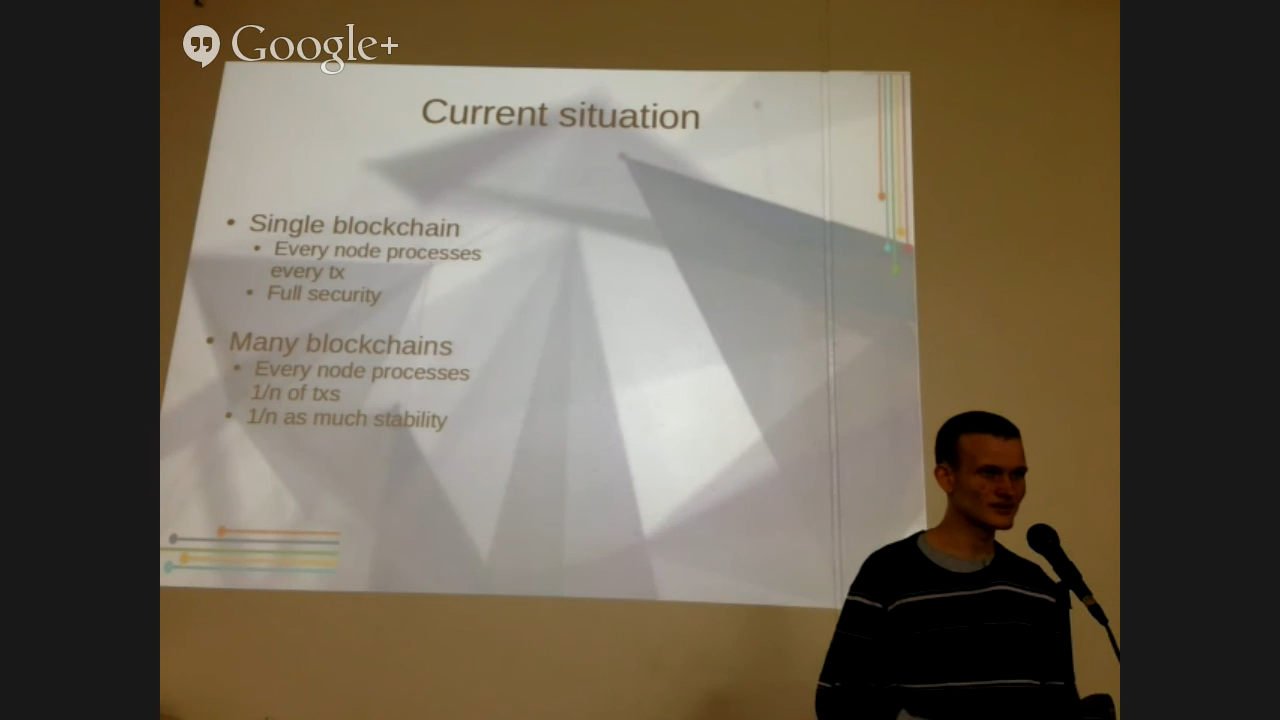 Google+
Current situation
• Single blockchain
• Every node processes
every tx
• Full security
• Many blockchains
• Every node processes
1/n of txs
• 1/n as much stability